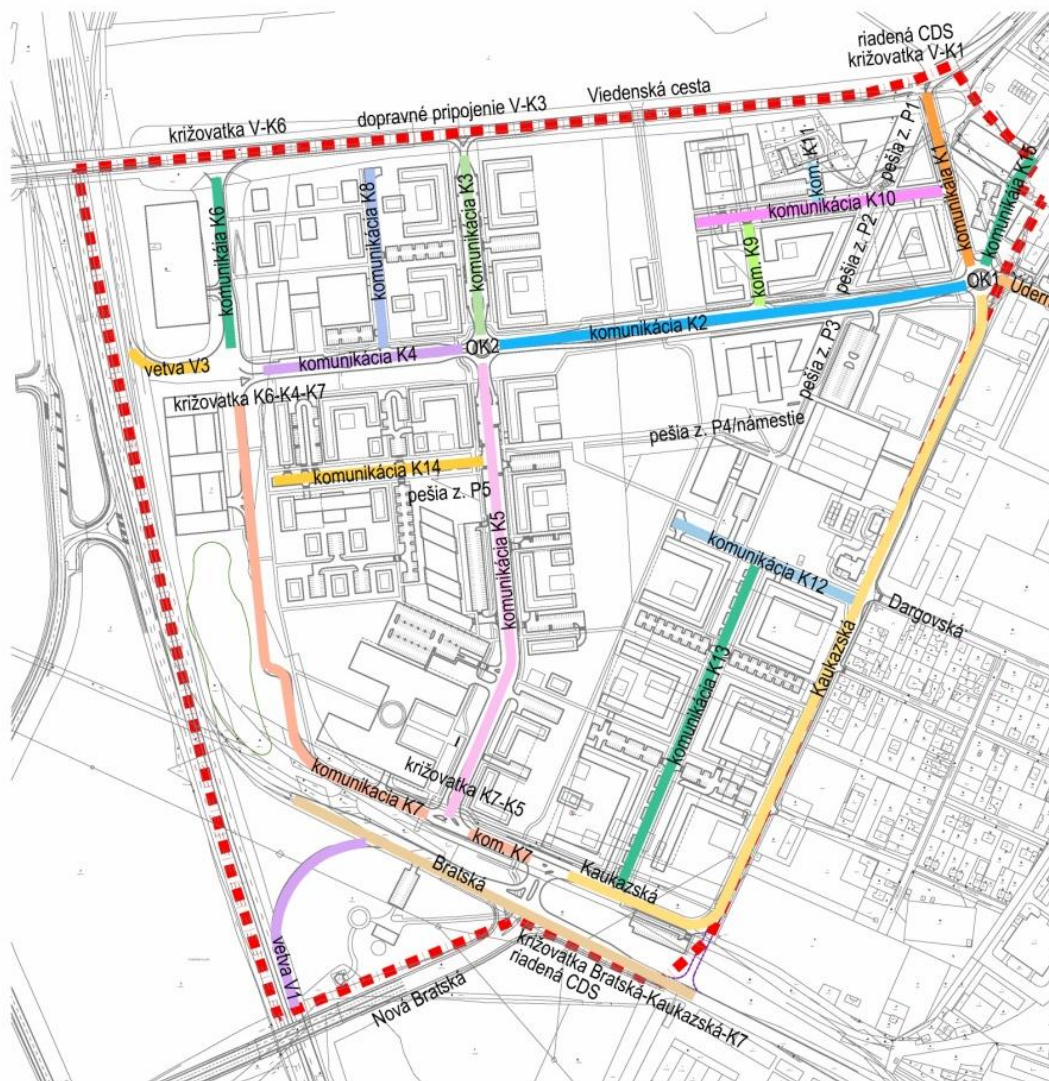 riadená CDS
križovatka V-K1
Viedenská cesta
dopravné pripojenie V-K3
križovatka V-K6
pešia z. P1
kom. K11
komunikácia K1
komunikácia K10
komunikácia K8
komunikácia K3
komunikáia K6
komunikácia K10
pešia z. P2
kom. K9
OK1
Údern
komunikácia K2
OK2
komunikácia K4
vetva V3
križovatka K6-K4-K7
pešia z. P3
pešia z. P4/námestie
komunikácia K14
pešia z. P5
komunikácia K5
komunikácia K12
Dargovská
Kaukazská
komunikácia K13
križovatka K7-K5
komunikácia K7
kom. K7
Kaukazská
Bratská
vetva V1
križovatka Bratská-Kaukazská-K7
riadená CDS
Nová Bratská